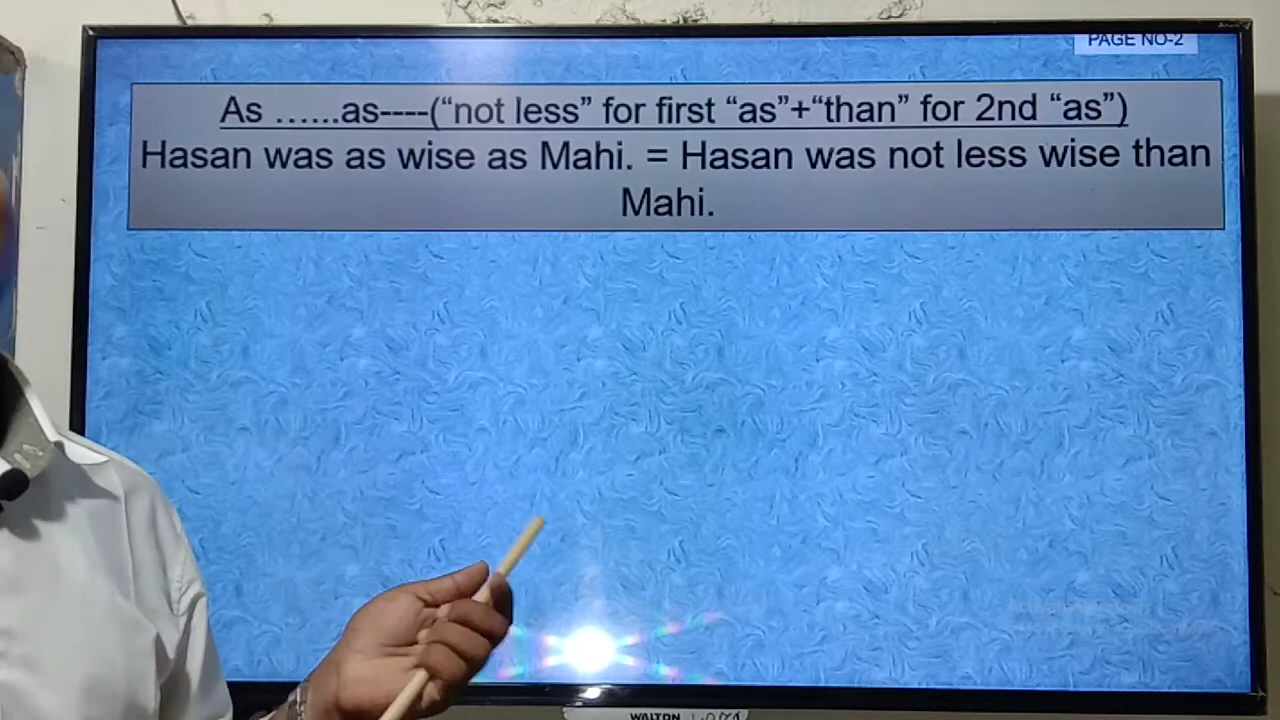 PAGE NO-2
As ......as----(“not less” for first “as”+“than” for 2nd “as”)
Hasan was as wise as Mahi. = Hasan was not less wise than
Mahi.
WALTON